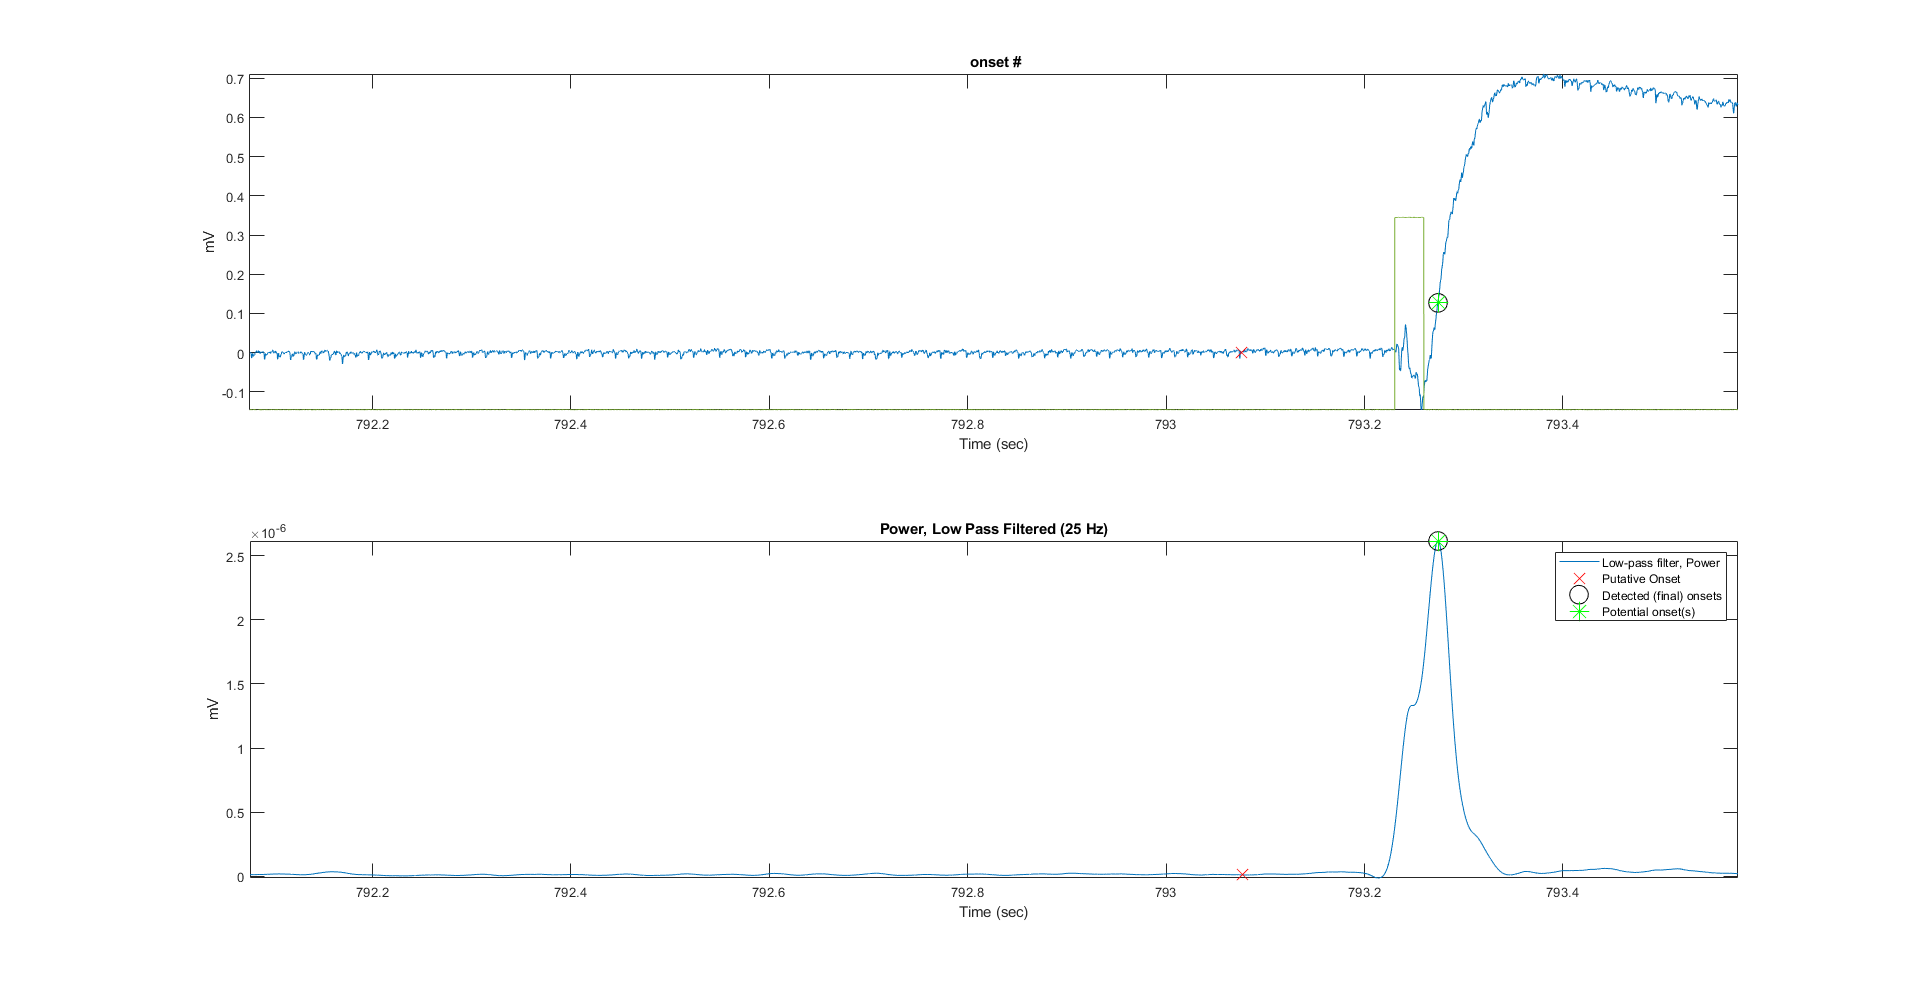 onset #
0.7
0.6
0.5
0.4
0.3
0.2
0.1
0
-0.1
mV
792.2 792.4 792.6 792.8 793 793.2 793.4
Time (sec)
Power, Low Pass Filtered (25 Hz)
×10-6
2.5
2
1.5
1
0.5
0
mV
Low-pass filter, Power
Putative Onset
Detected (final) onsets
Potential onset(s)
792.2 792.4 792.6 792.8 793 793.2 793.4
Time (sec)